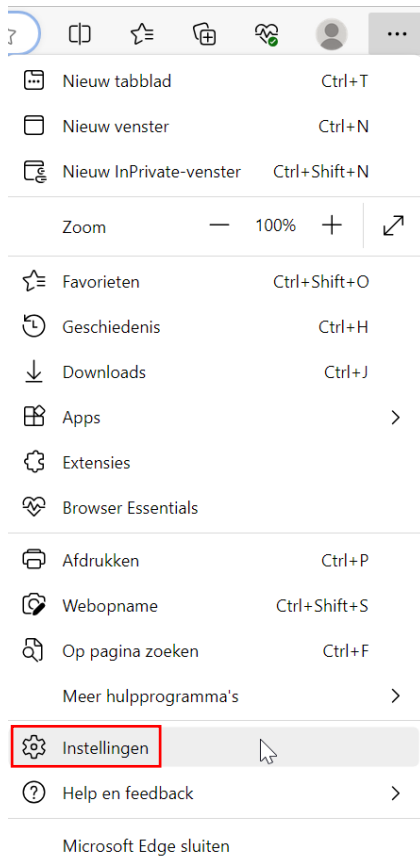 Nieuw tabblad Ctrl+T
Nieuw venster Ctrl+N
Nieuw InPrivate-venster Ctrl+Shift+N
Zoom 100%
Favorieten Ctrl+Shift+O
Geschiedenis Ctrl+H
Downloads Ctrl+J
Apps
Extensies
Browser Essentials
Afdrukken Ctrl+P
Webopname Ctrl+Shift+S
Op pagina zoeken Ctrl+F
Meer hulpprogramma's
Instellingen
Help en feedback
Microsoft Edge sluiten